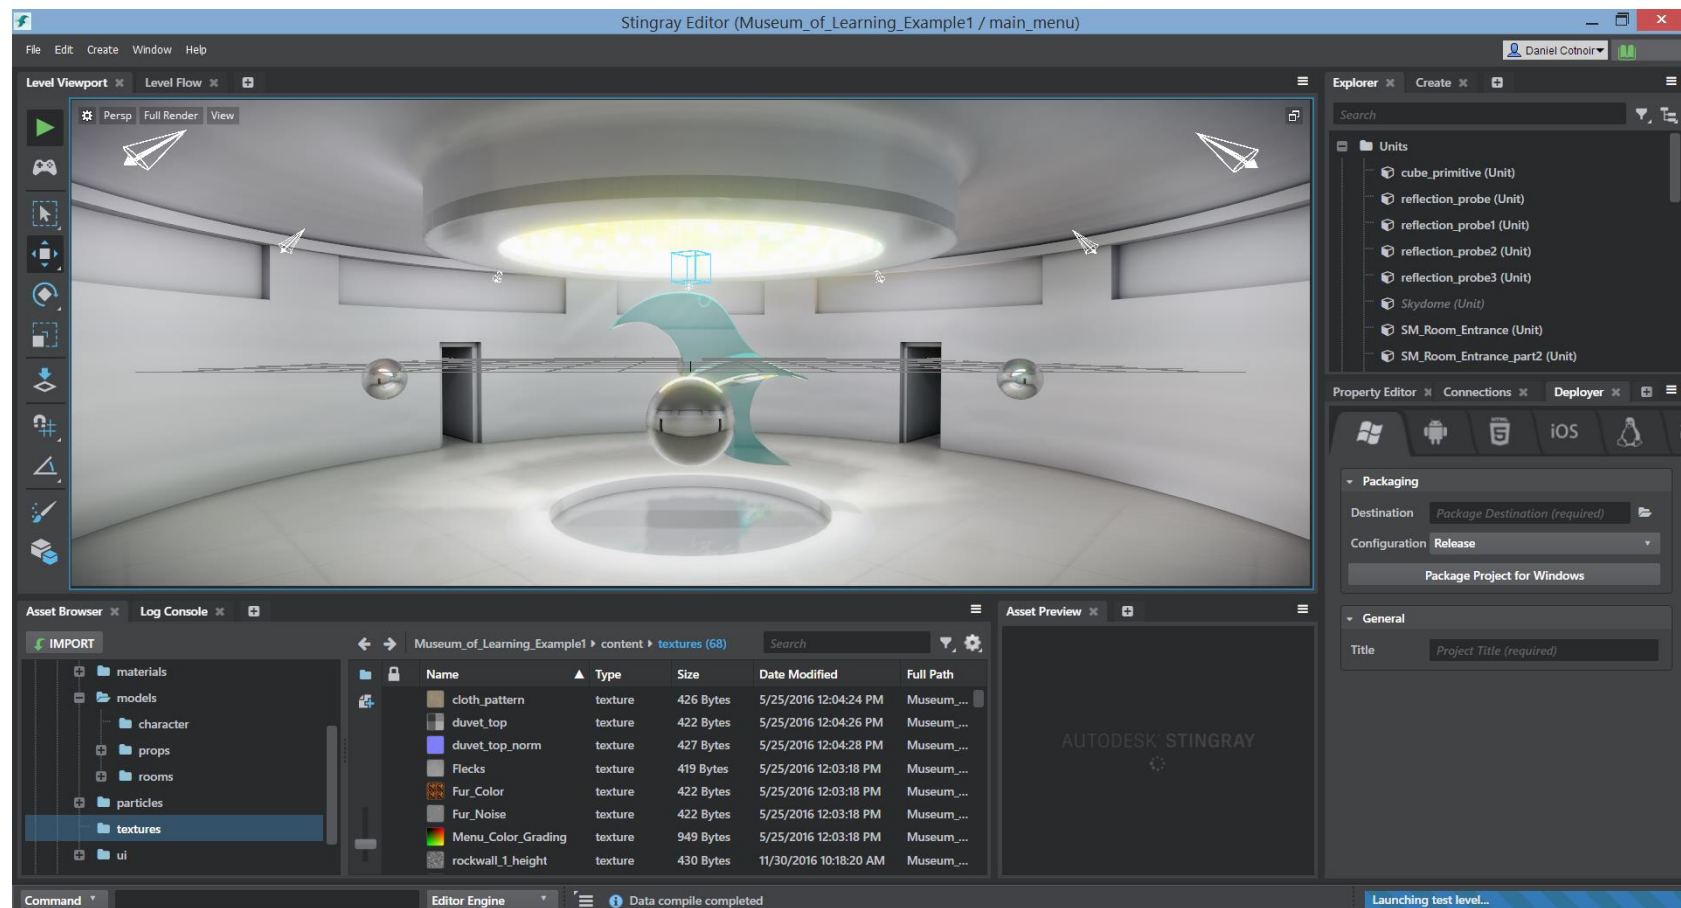 Stingray Editor (Museum_of_Learning_Example1 / main_menu)
File Edit Create Window Help
Daniel Cotnoir
Level Viewport Level Flow
Persp Full Render View
Explorer Create
Search
Units
cube_primitive (Unit)
reflection_probe (Unit)
reflection_probe1 (Unit)
reflection_probe2 (Unit)
reflection_probe3 (Unit)
Skydome (Unit)
SM_Room_Entrance (Unit)
SM_Room_Entrance_part2 (Unit)
Property Editor Connections Deployer
iOS
Packaging
Destination Package Destination (required)
Configuration Release
Package Project for Windows
General
Title Project Title (required)
Asset Browser Log Console
IMPORT
materials
models
character
props
rooms
particles
textures
ui
Museum_of_Learning_Example1 content textures (68) Search
Name Type Size Date Modified Full Path
cloth_pattern texture 426 Bytes 5/25/2016 12:04:24 PM Museum_...
duvet_top texture 422 Bytes 5/25/2016 12:04:26 PM Museum_...
duvet_top_norm texture 427 Bytes 5/25/2016 12:04:28 PM Museum_...
Flecks texture 419 Bytes 5/25/2016 12:03:18 PM Museum_...
Fur_Color texture 422 Bytes 5/25/2016 12:03:18 PM Museum_...
Fur_Noise texture 422 Bytes 5/25/2016 12:03:18 PM Museum_...
Menu_Color_Grading texture 949 Bytes 5/25/2016 12:03:18 PM Museum_...
rockwall_1_height texture 430 Bytes 11/30/2016 10:18:20 AM Museum_...
Asset Preview
AUTODESK STINGRAY
Command Editor Engine Data compile completed Launching test level...